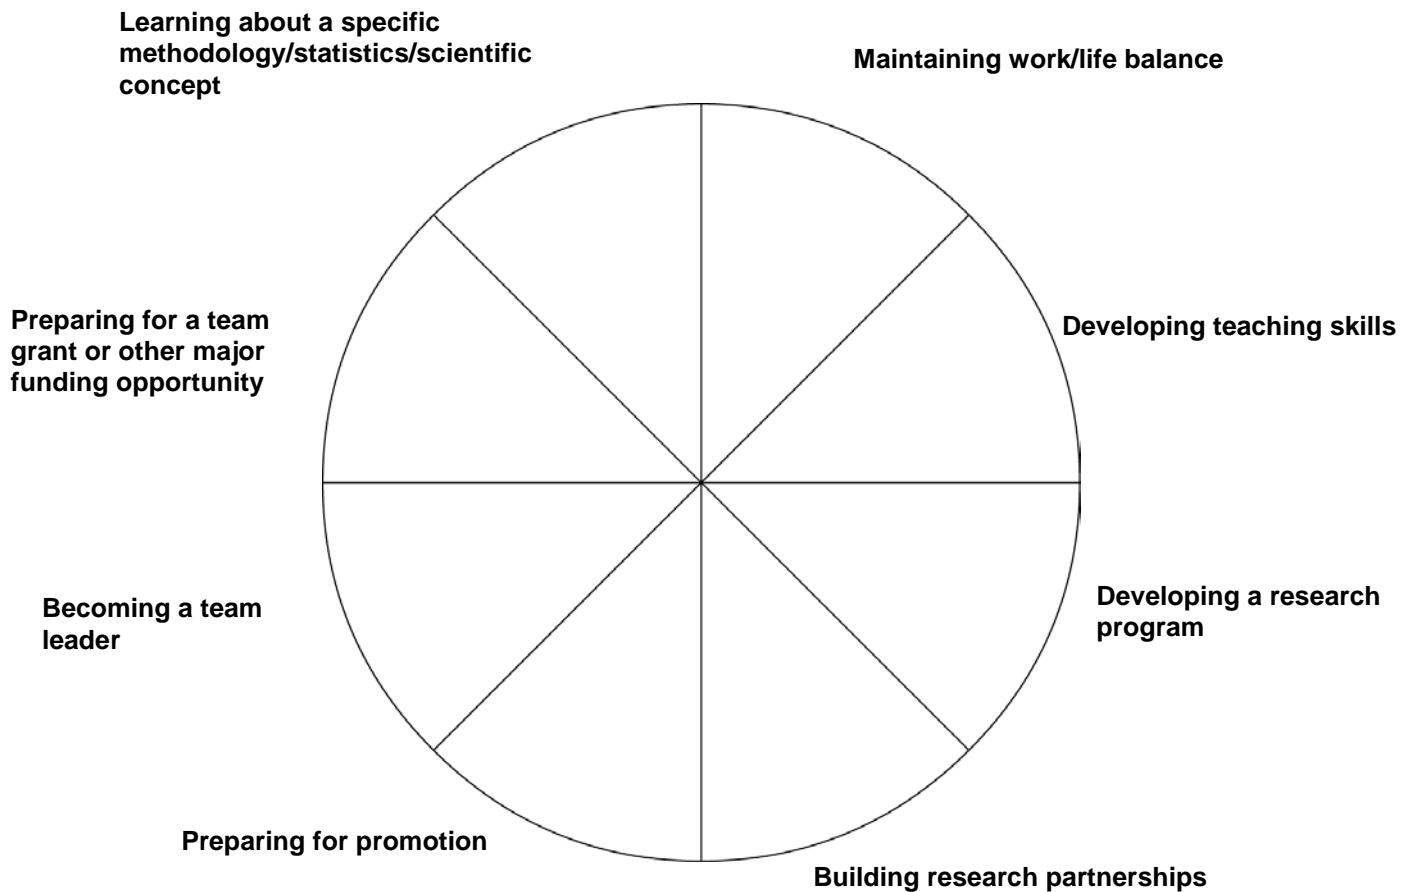 Learning about a specific
methodology/statistics/scientific
concept
Maintaining work/life balance
Preparing for a team
grant or other major
funding opportunity
Developing teaching skills
Becoming a team
leader
Developing a research
program
Preparing for promotion
Building research partnerships